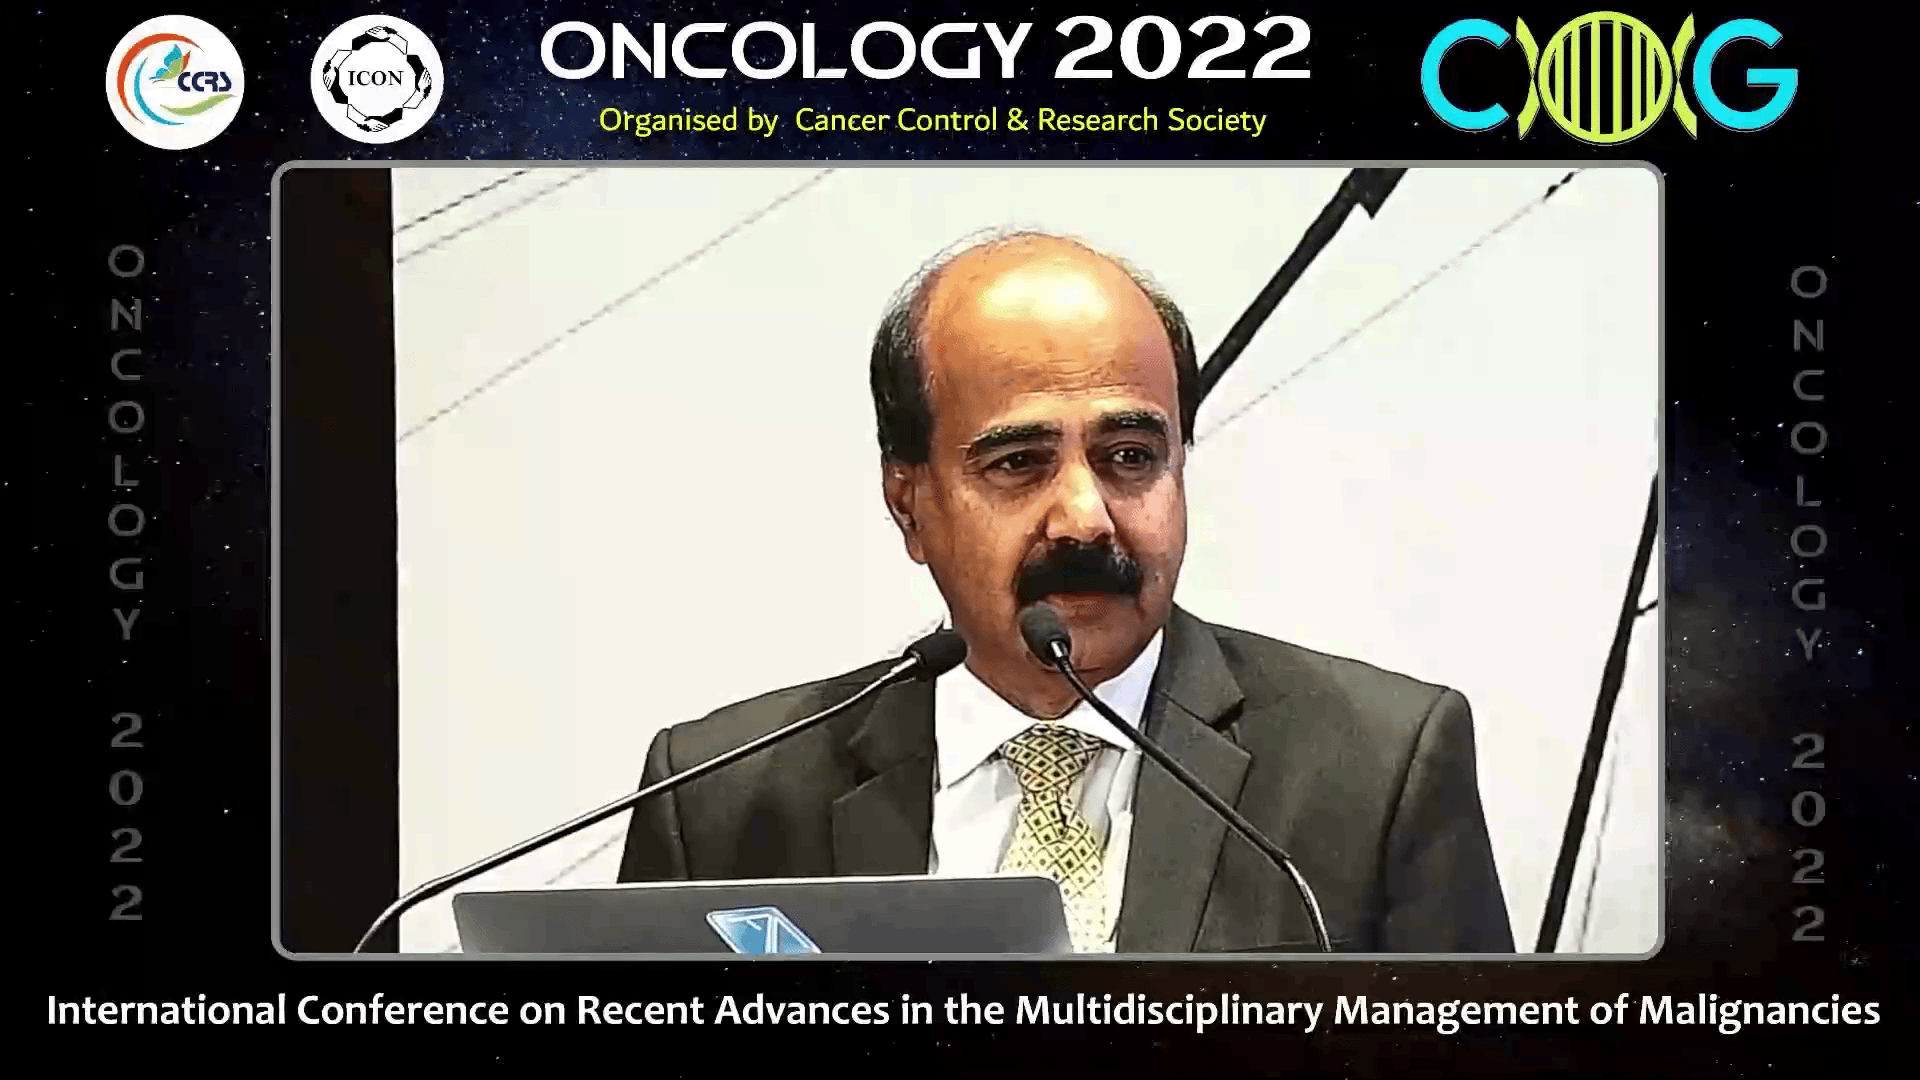 CCRS
ICON
ONCOLOGY 2022
Organised by Cancer Control & Research Society
COG
ONCOLOGY 2022
ONCOLOGY 2022
International Conference on Recent Advances in the Multidisciplinary Management of Malignancies